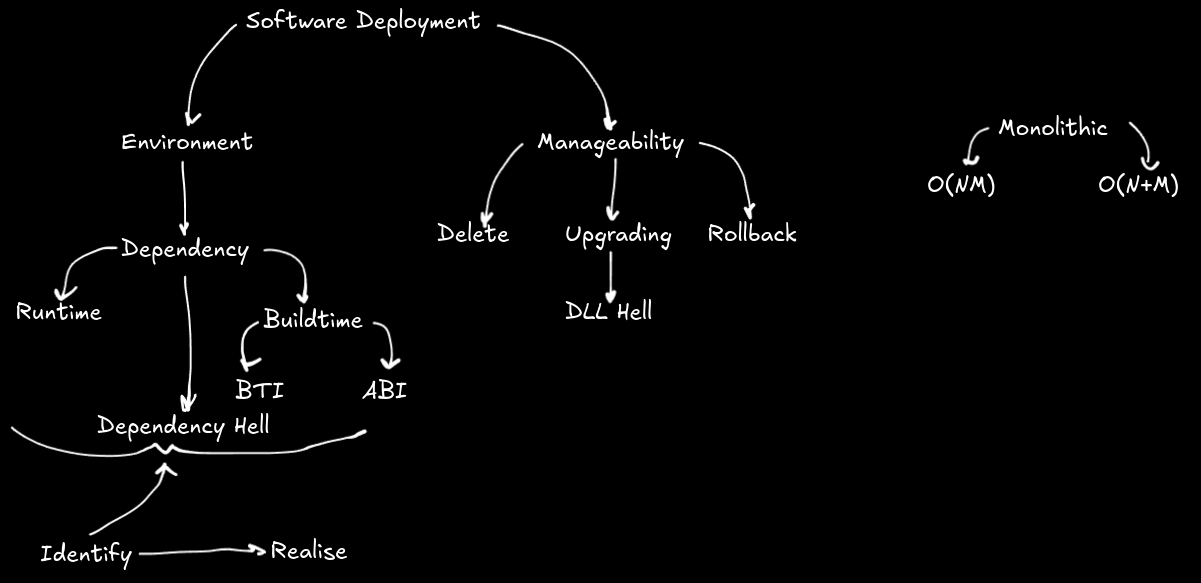 Software Deployment
Environment
Manageability
Monolithic
O(NM)
O(N+M)
Delete
Upgrading
Rollback
Dependency
Runtime
Buildtime
DLL Hell
BTI
ABI
Dependency Hell
Identify
Realise